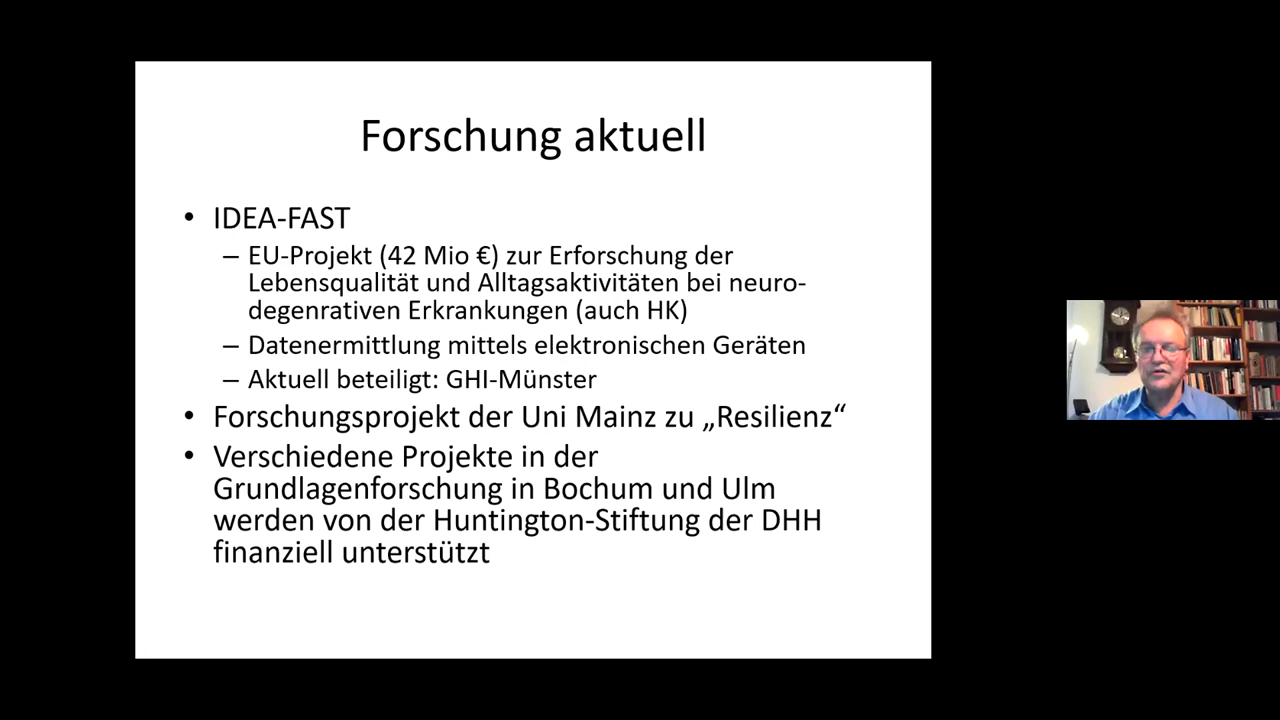 Forschung aktuell
• IDEA-FAST
– EU-Projekt (42 Mio €) zur Erforschung der
Lebensqualität und Alltagsaktivitäten bei neuro-
degenrativen Erkrankungen (auch HK)
– Datenermittlung mittels elektronischen Geräten
– Aktuell beteiligt: GHI-Münster
• Forschungsprojekt der Uni Mainz zu „Resilienz“
• Verschiedene Projekte in der
Grundlagenforschung in Bochum und Ulm
werden von der Huntington-Stiftung der DHH
finanziell unterstützt